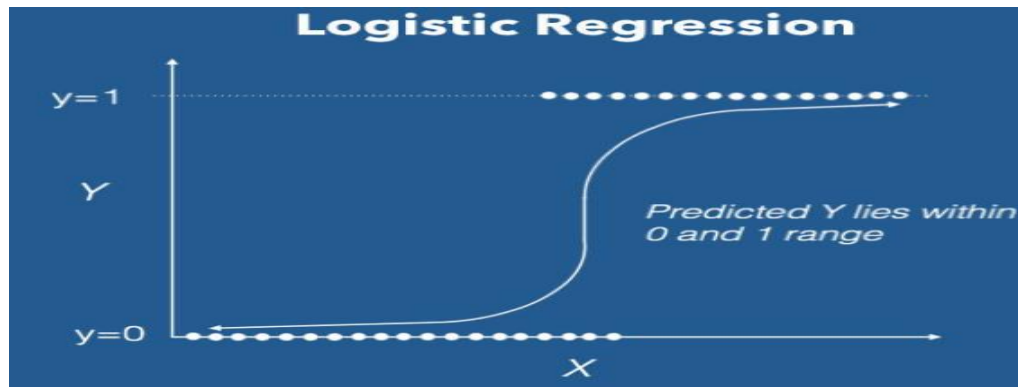 Logistic Regression
y=1
Y
Predicted Y lies within
0 and 1 range
y=0
X